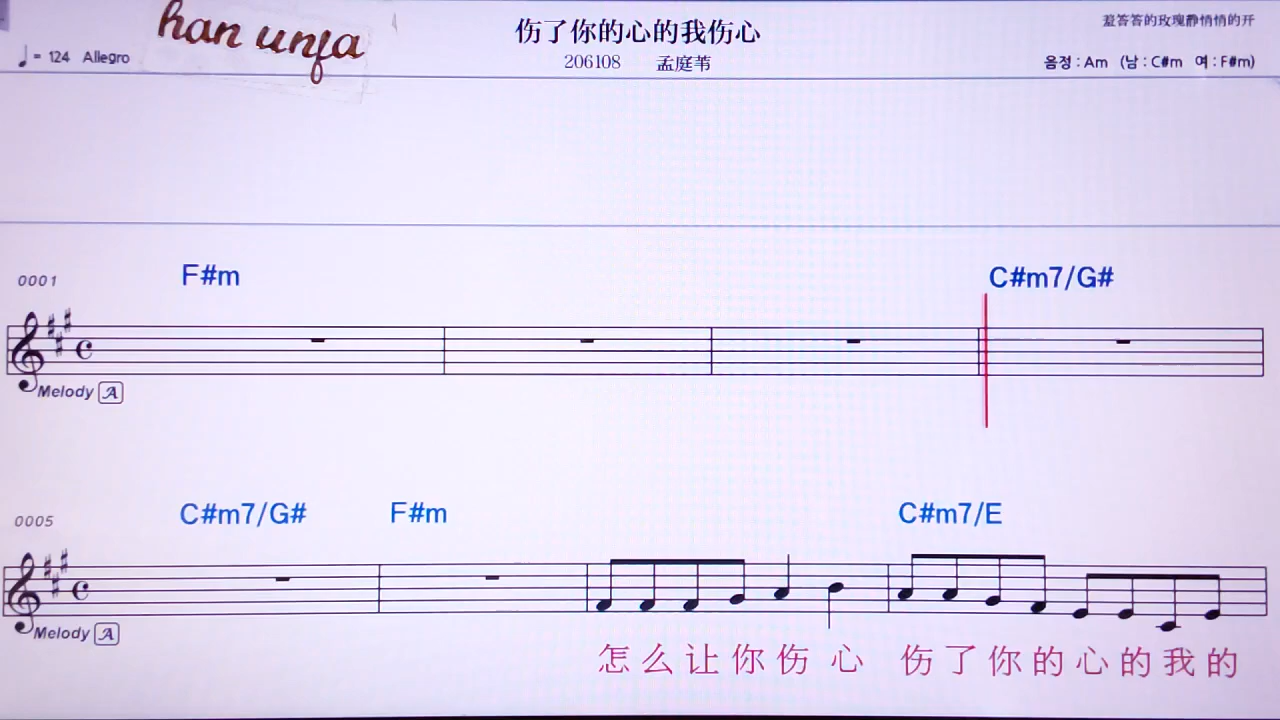 han unfa
伤了你的心的我伤心
羞答答的玫瑰静悄悄的开
♩= 124 Allegro
206108 孟庭苇
음정 : Am (남 : C#m 여 : F#m)
0001 F#m C#m7/G#
Melody A
0005 C#m7/G# F#m C#m7/E
Melody A
怎么让你伤心 伤了你的心的我的